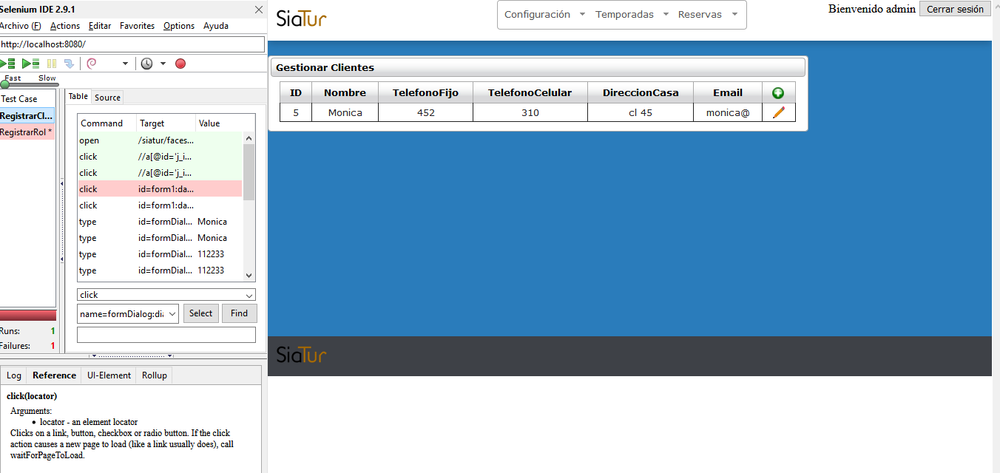 Selenium IDE 2.9.1
Archivo (F) Actions Editar Favorites Options Ayuda
http://localhost:8080/
Fast Slow
Test Case
RegistrarCl...
RegistrarRol *
Runs: 1
Failures: 1
Table Source
Command Target Value
open /siatur/faces...
click //a[@id='j_i...
click //a[@id='j_i...
click id=form1:da...
click id=form1:da...
type id=formDial... Monica
type id=formDial... Monica
type id=formDial... 112233
type id=formDial... 112233
click
name=formDialog:dia Select Find
Log Reference UI-Element Rollup
click(locator)
Arguments:
• locator - an element locator
Clicks on a link, button, checkbox or radio button. If the click
action causes a new page to load (like a link usually does), call
waitForPageToLoad.
SiaTur
Configuración Temporadas Reservas
Bienvenido admin Cerrar sesión
Gestionar Clientes
ID Nombre TelefonoFijo TelefonoCelular DireccionCasa Email
5 Monica 452 310 cl 45 monica@
SiaTur